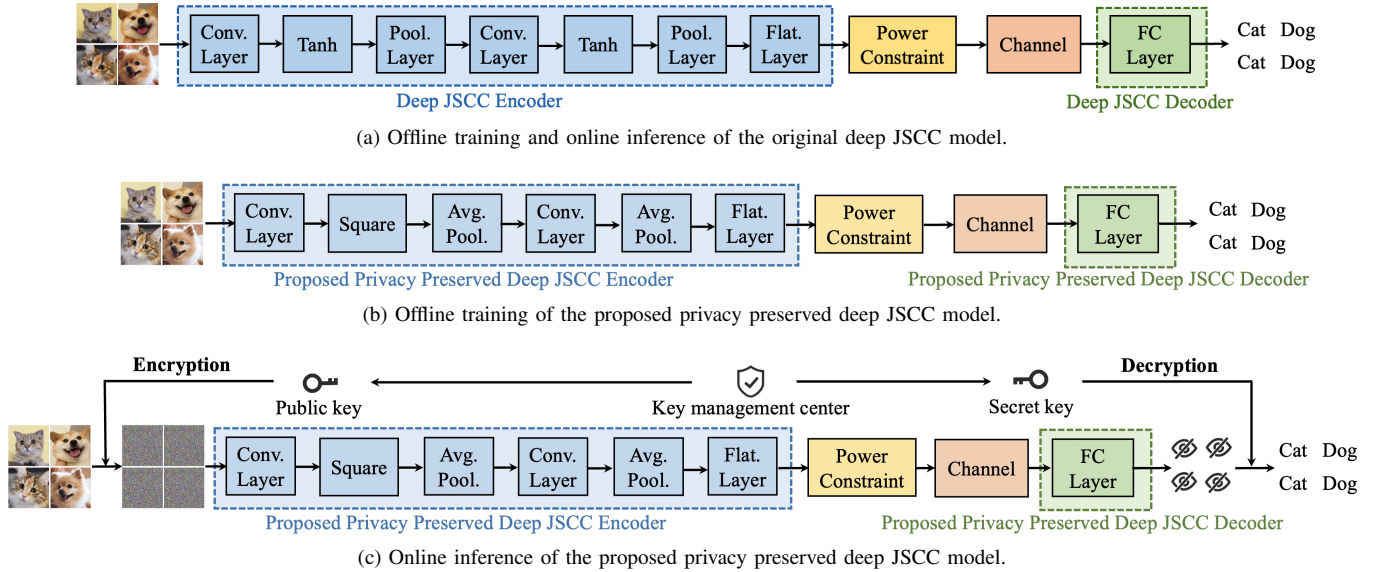 Conv. Layer
Tanh
Pool. Layer
Conv. Layer
Tanh
Pool. Layer
Flat. Layer
Power Constraint
Channel
FC Layer
Cat Dog
Cat Dog
Deep JSCC Encoder
Deep JSCC Decoder
(a) Offline training and online inference of the original deep JSCC model.
Conv. Layer
Square
Avg. Pool.
Conv. Layer
Avg. Pool.
Flat. Layer
Power Constraint
Channel
FC Layer
Cat Dog
Cat Dog
Proposed Privacy Preserved Deep JSCC Encoder
Proposed Privacy Preserved Deep JSCC Decoder
(b) Offline training of the proposed privacy preserved deep JSCC model.
Encryption
Decryption
Public key
Key management center
Secret key
Conv. Layer
Square
Avg. Pool.
Conv. Layer
Avg. Pool.
Flat. Layer
Power Constraint
Channel
FC Layer
Cat Dog
Cat Dog
Proposed Privacy Preserved Deep JSCC Encoder
Proposed Privacy Preserved Deep JSCC Decoder
(c) Online inference of the proposed privacy preserved deep JSCC model.